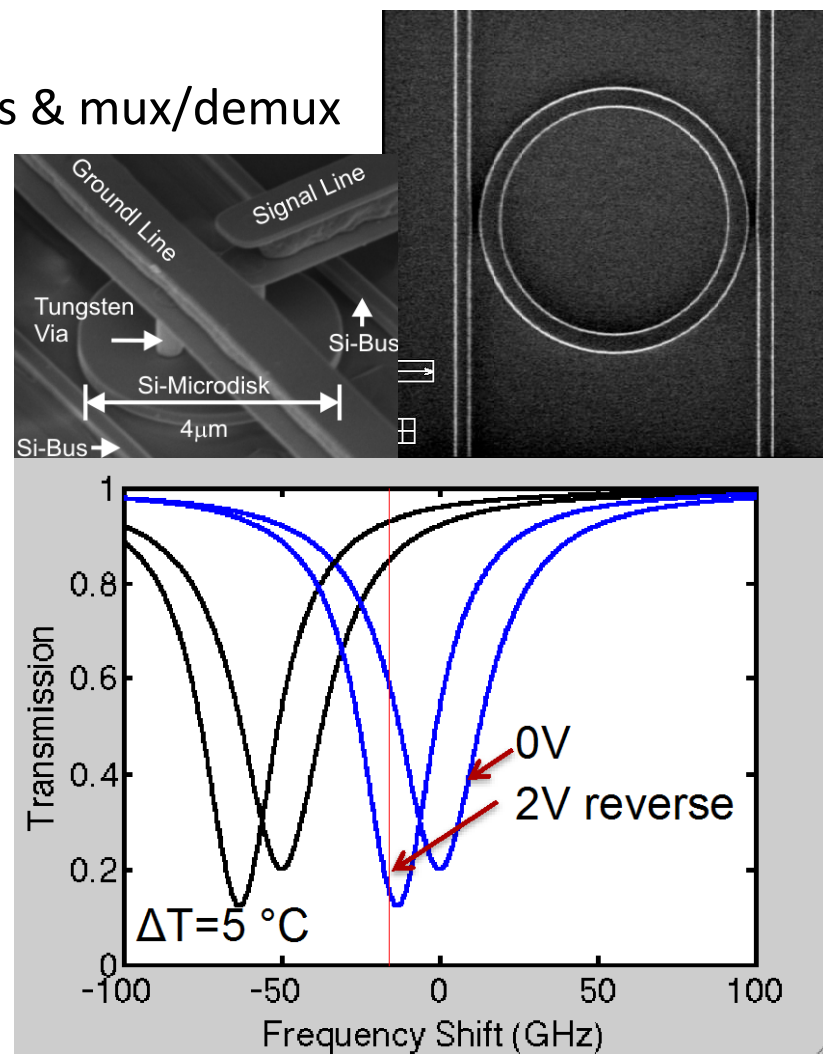 s & mux/demux
Groundl Line
Signal Line
Tungsten
Via
Si-Bus
Si-Microdisk
4μm
Si-Bus
1
0.8
0.6
0.4
0.2
0
Transmission
0V
2V reverse
ΔT=5 °C
-100
-50
0
50
100
Frequency Shift (GHz)